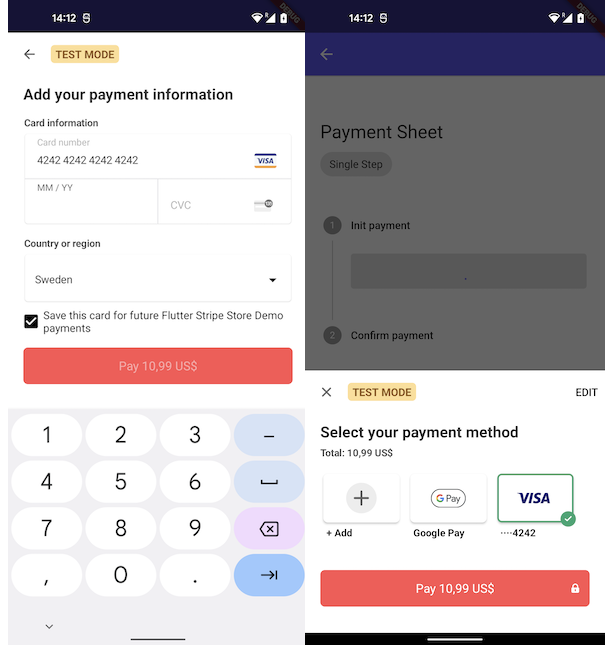 14:12
DEBUG
TEST MODE
Add your payment information
Card information
Card number
4242 4242 4242 4242
VISA
MM / YY
CVC
Country or region
Sweden
Save this card for future Flutter Stripe Store Demo
payments
Pay 10,99 US$
1 2 3 –
4 5 6
7 8 9
, 0 .
14:12
DEBUG
Payment Sheet
Single Step
1 Init payment
.
2 Confirm payment
TEST MODE
EDIT
Select your payment method
Total: 10,99 US$
G Pay
VISA
+ Add
Google Pay
····4242
Pay 10,99 US$